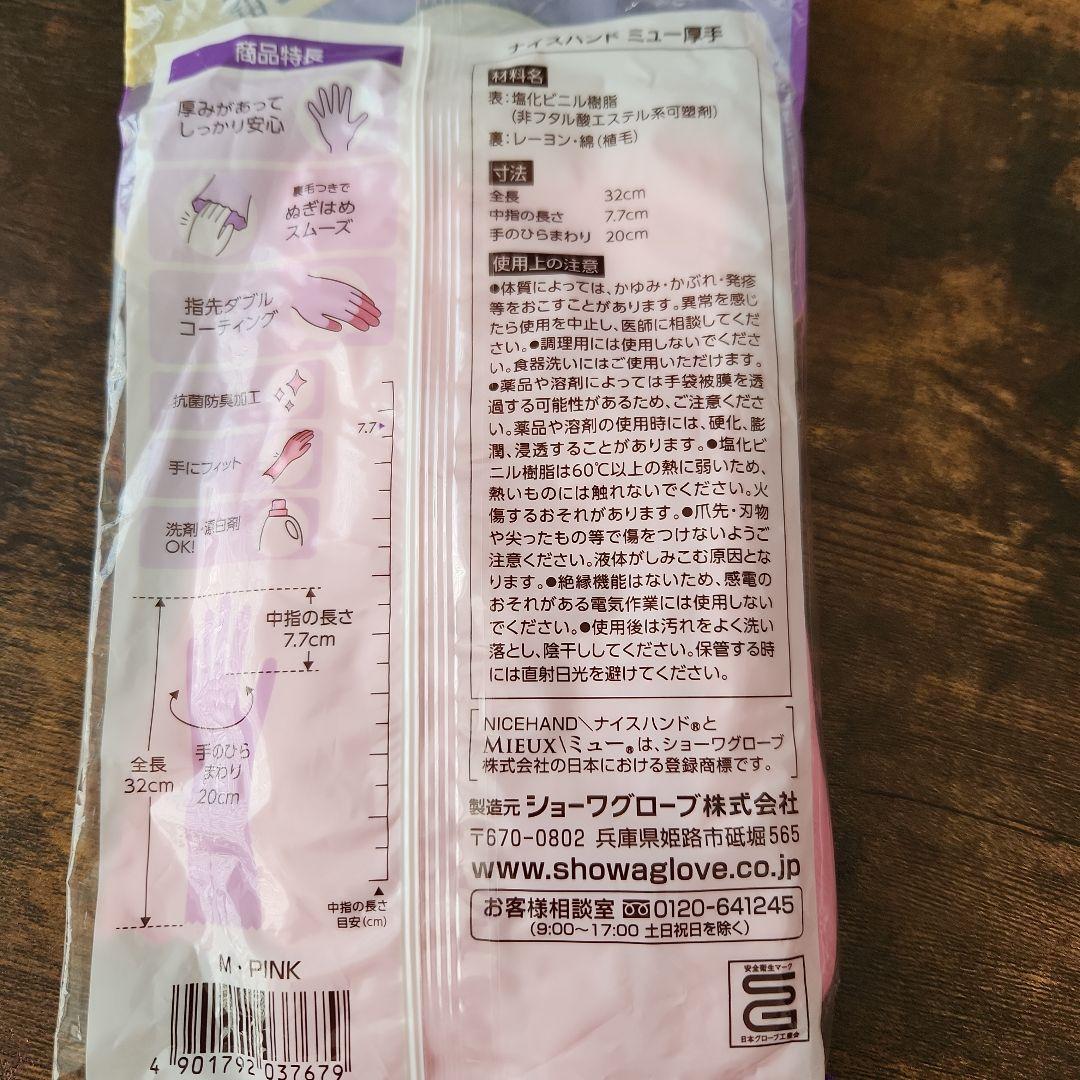 商品特長
厚みがあって
しっかり安心
裏毛つきで
ぬぎはめ
スムーズ
指先ダブル
コーティング
抗菌防臭加工
手にフィット
洗剤・漂白剤
OK!
7.7
中指の長さ
7.7cm
全長
32cm
手のひら
まわり
20cm
中指の長さ
目安(cm)
M・PINK
4 901792 037679
ナイスハンド ミュー厚手
材料名
表:塩化ビニル樹脂
(非フタル酸エステル系可塑剤)
裏:レーヨン・綿(植毛)
寸法
全長 32cm
中指の長さ 7.7cm
手のひらまわり 20cm
使用上の注意
●体質によっては、かゆみ・かぶれ・発疹
等をおこすことがあります。異常を感じ
たら使用を中止し、医師に相談してくだ
さい。●調理用には使用しないでくださ
い。食器洗いにはご使用いただけます。
●薬品や溶剤によっては手袋被膜を透
過する可能性があるため、ご注意くださ
い。薬品や溶剤の使用時には、硬化、膨
潤、浸透することがあります。●塩化ビ
ニル樹脂は60℃以上の熱に弱いため、
熱いものには触れないでください。火
傷するおそれがあります。●爪先・刃物
や尖ったもの等で傷をつけないようご
注意ください。液体がしみこむ原因とな
ります。●絶縁機能はないため、感電の
おそれがある電気作業には使用しない
でください。●使用後は汚れをよく洗い
落とし、陰干ししてください。保管する時
には直射日光を避けてください。
NICEHAND\ナイスハンド®と
MIEUX\ミュー®は、ショーワグローブ
株式会社の日本における登録商標です。
製造元 ショーワグローブ株式会社
〒670-0802 兵庫県姫路市砥堀565
www.showaglove.co.jp
お客様相談室 0120-641245
(9:00〜17:00 土日祝日を除く)
安全衛生マーク
SG
日本グローブ工業会